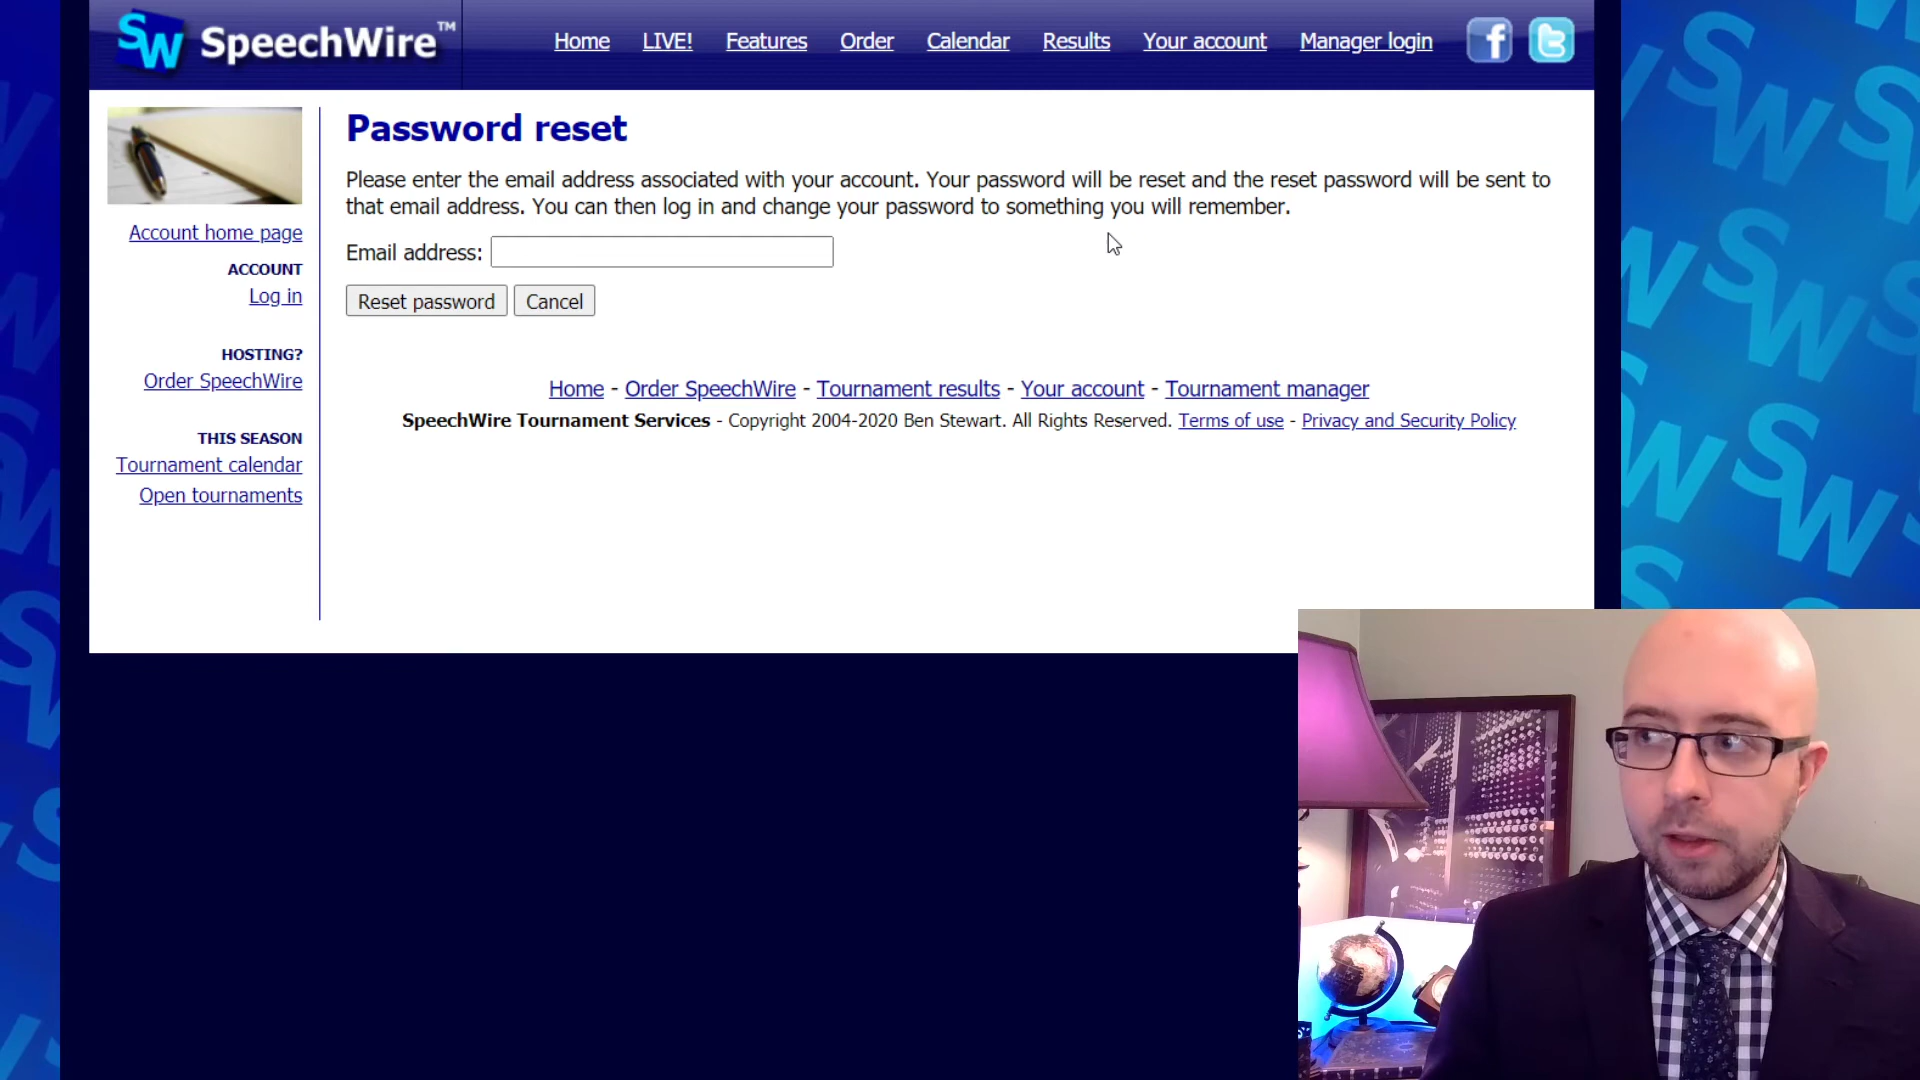 SW SpeechWire™
Home LIVE! Features Order Calendar Results Your account Manager login
Password reset
Please enter the email address associated with your account. Your password will be reset and the reset password will be sent to
that email address. You can then log in and change your password to something you will remember.
Email address:
Reset password Cancel
Account home page
ACCOUNT
Log in
HOSTING?
Order SpeechWire
THIS SEASON
Tournament calendar
Open tournaments
Home - Order SpeechWire - Tournament results - Your account - Tournament manager
SpeechWire Tournament Services - Copyright 2004-2020 Ben Stewart. All Rights Reserved. Terms of use - Privacy and Security Policy